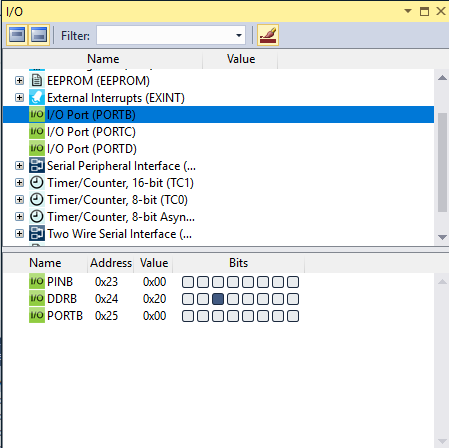 I/O
Filter:
Name Value
EEPROM (EEPROM)
External Interrupts (EXINT)
I/O I/O Port (PORTB)
I/O I/O Port (PORTC)
I/O I/O Port (PORTD)
Serial Peripheral Interface (...
Timer/Counter, 16-bit (TC1)
Timer/Counter, 8-bit (TC0)
Timer/Counter, 8-bit Asyn...
Two Wire Serial Interface (...
Name Address Value Bits
I/O PINB 0x23 0x00
I/O DDRB 0x24 0x20
I/O PORTB 0x25 0x00